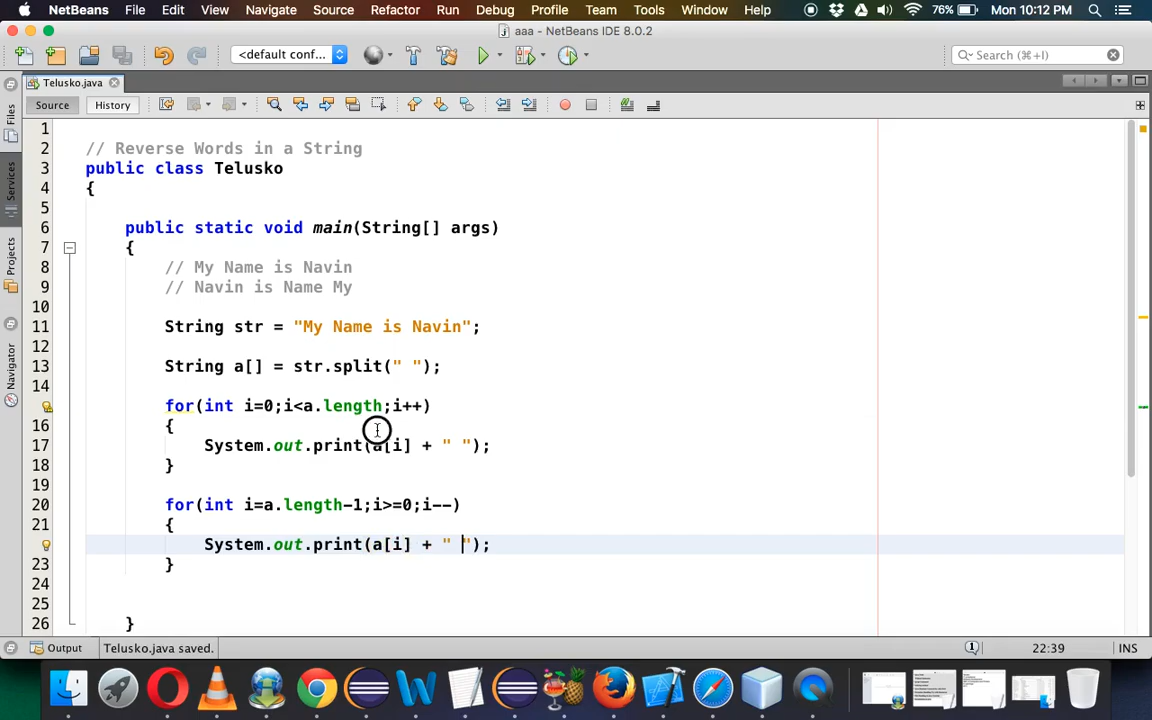 NetBeans File Edit View Navigate Source Refactor Run Debug Profile Team Tools Window Help 76% Mon 10:12 PM
aaa - NetBeans IDE 8.0.2
<default conf... Search (⌘+I)
Telusko.java
Source History
Files
Services
Projects
Navigator
1
2 // Reverse Words in a String
3 public class Telusko
4 {
5
6 public static void main(String[] args)
7 {
8 // My Name is Navin
9 // Navin is Name My
10
11 String str = "My Name is Navin";
12
13 String a[] = str.split(" ");
14
for(int i=0;i<a.length;i++)
16 {
17 System.out.print(a[i] + " ");
18 }
19
20 for(int i=a.length-1;i>=0;i--)
21 {
System.out.print(a[i] + " ");
23 }
24
25
26 }
Output Telusko.java saved. 1 22:39 INS